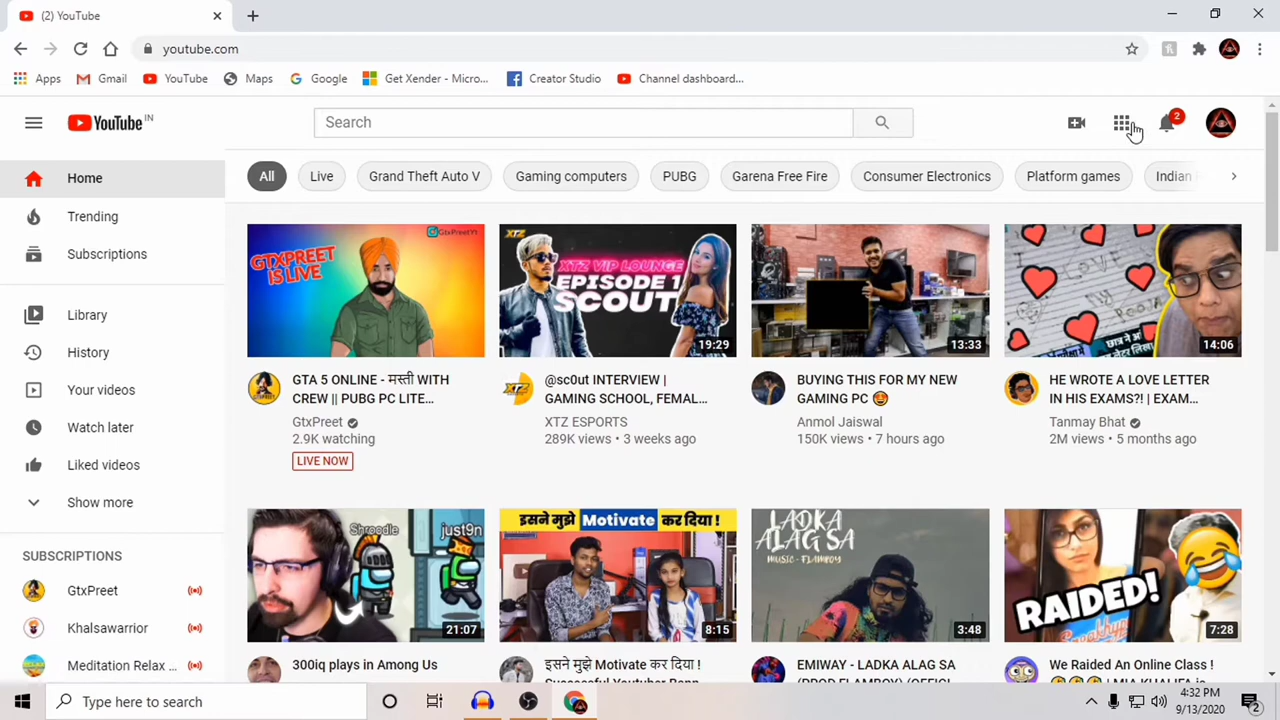 (2) YouTube
youtube.com
Apps Gmail YouTube Maps Google Get Xender - Micro... Creator Studio Channel dashboard...
YouTube IN
Search
2
Home
Trending
Subscriptions
Library
History
Your videos
Watch later
Liked videos
Show more
SUBSCRIPTIONS
GtxPreet
Khalsawarrior
Meditation Relax ...
All Live Grand Theft Auto V Gaming computers PUBG Garena Free Fire Consumer Electronics Platform games Indian
GtxPreetYt
GTXPREET
IS LIVE
GTA 5 ONLINE - मस्ती WITH
CREW || PUBG PC LITE...
GtxPreet
2.9K watching
LIVE NOW
XTZ
XTZ VIP LOUNGE
EPISODE 1
SCOUT
19:29
@sc0ut INTERVIEW |
GAMING SCHOOL, FEMAL...
XTZ ESPORTS
289K views • 3 weeks ago
13:33
BUYING THIS FOR MY NEW
GAMING PC 🤩
Anmol Jaiswal
150K views • 7 hours ago
14:06
HE WROTE A LOVE LETTER
IN HIS EXAMS?! | EXAM...
Tanmay Bhat
2M views • 5 months ago
Shroodle just9n
21:07
300iq plays in Among Us
इसने मुझे Motivate कर दिया !
8:15
इसने मुझे Motivate कर दिया !
LADKA
ALAG SA
MUSIC - FLAMBOY
3:48
EMIWAY - LADKA ALAG SA
RAIDED!
7:28
We Raided An Online Class !
Type here to search
4:32 PM
9/13/2020
2